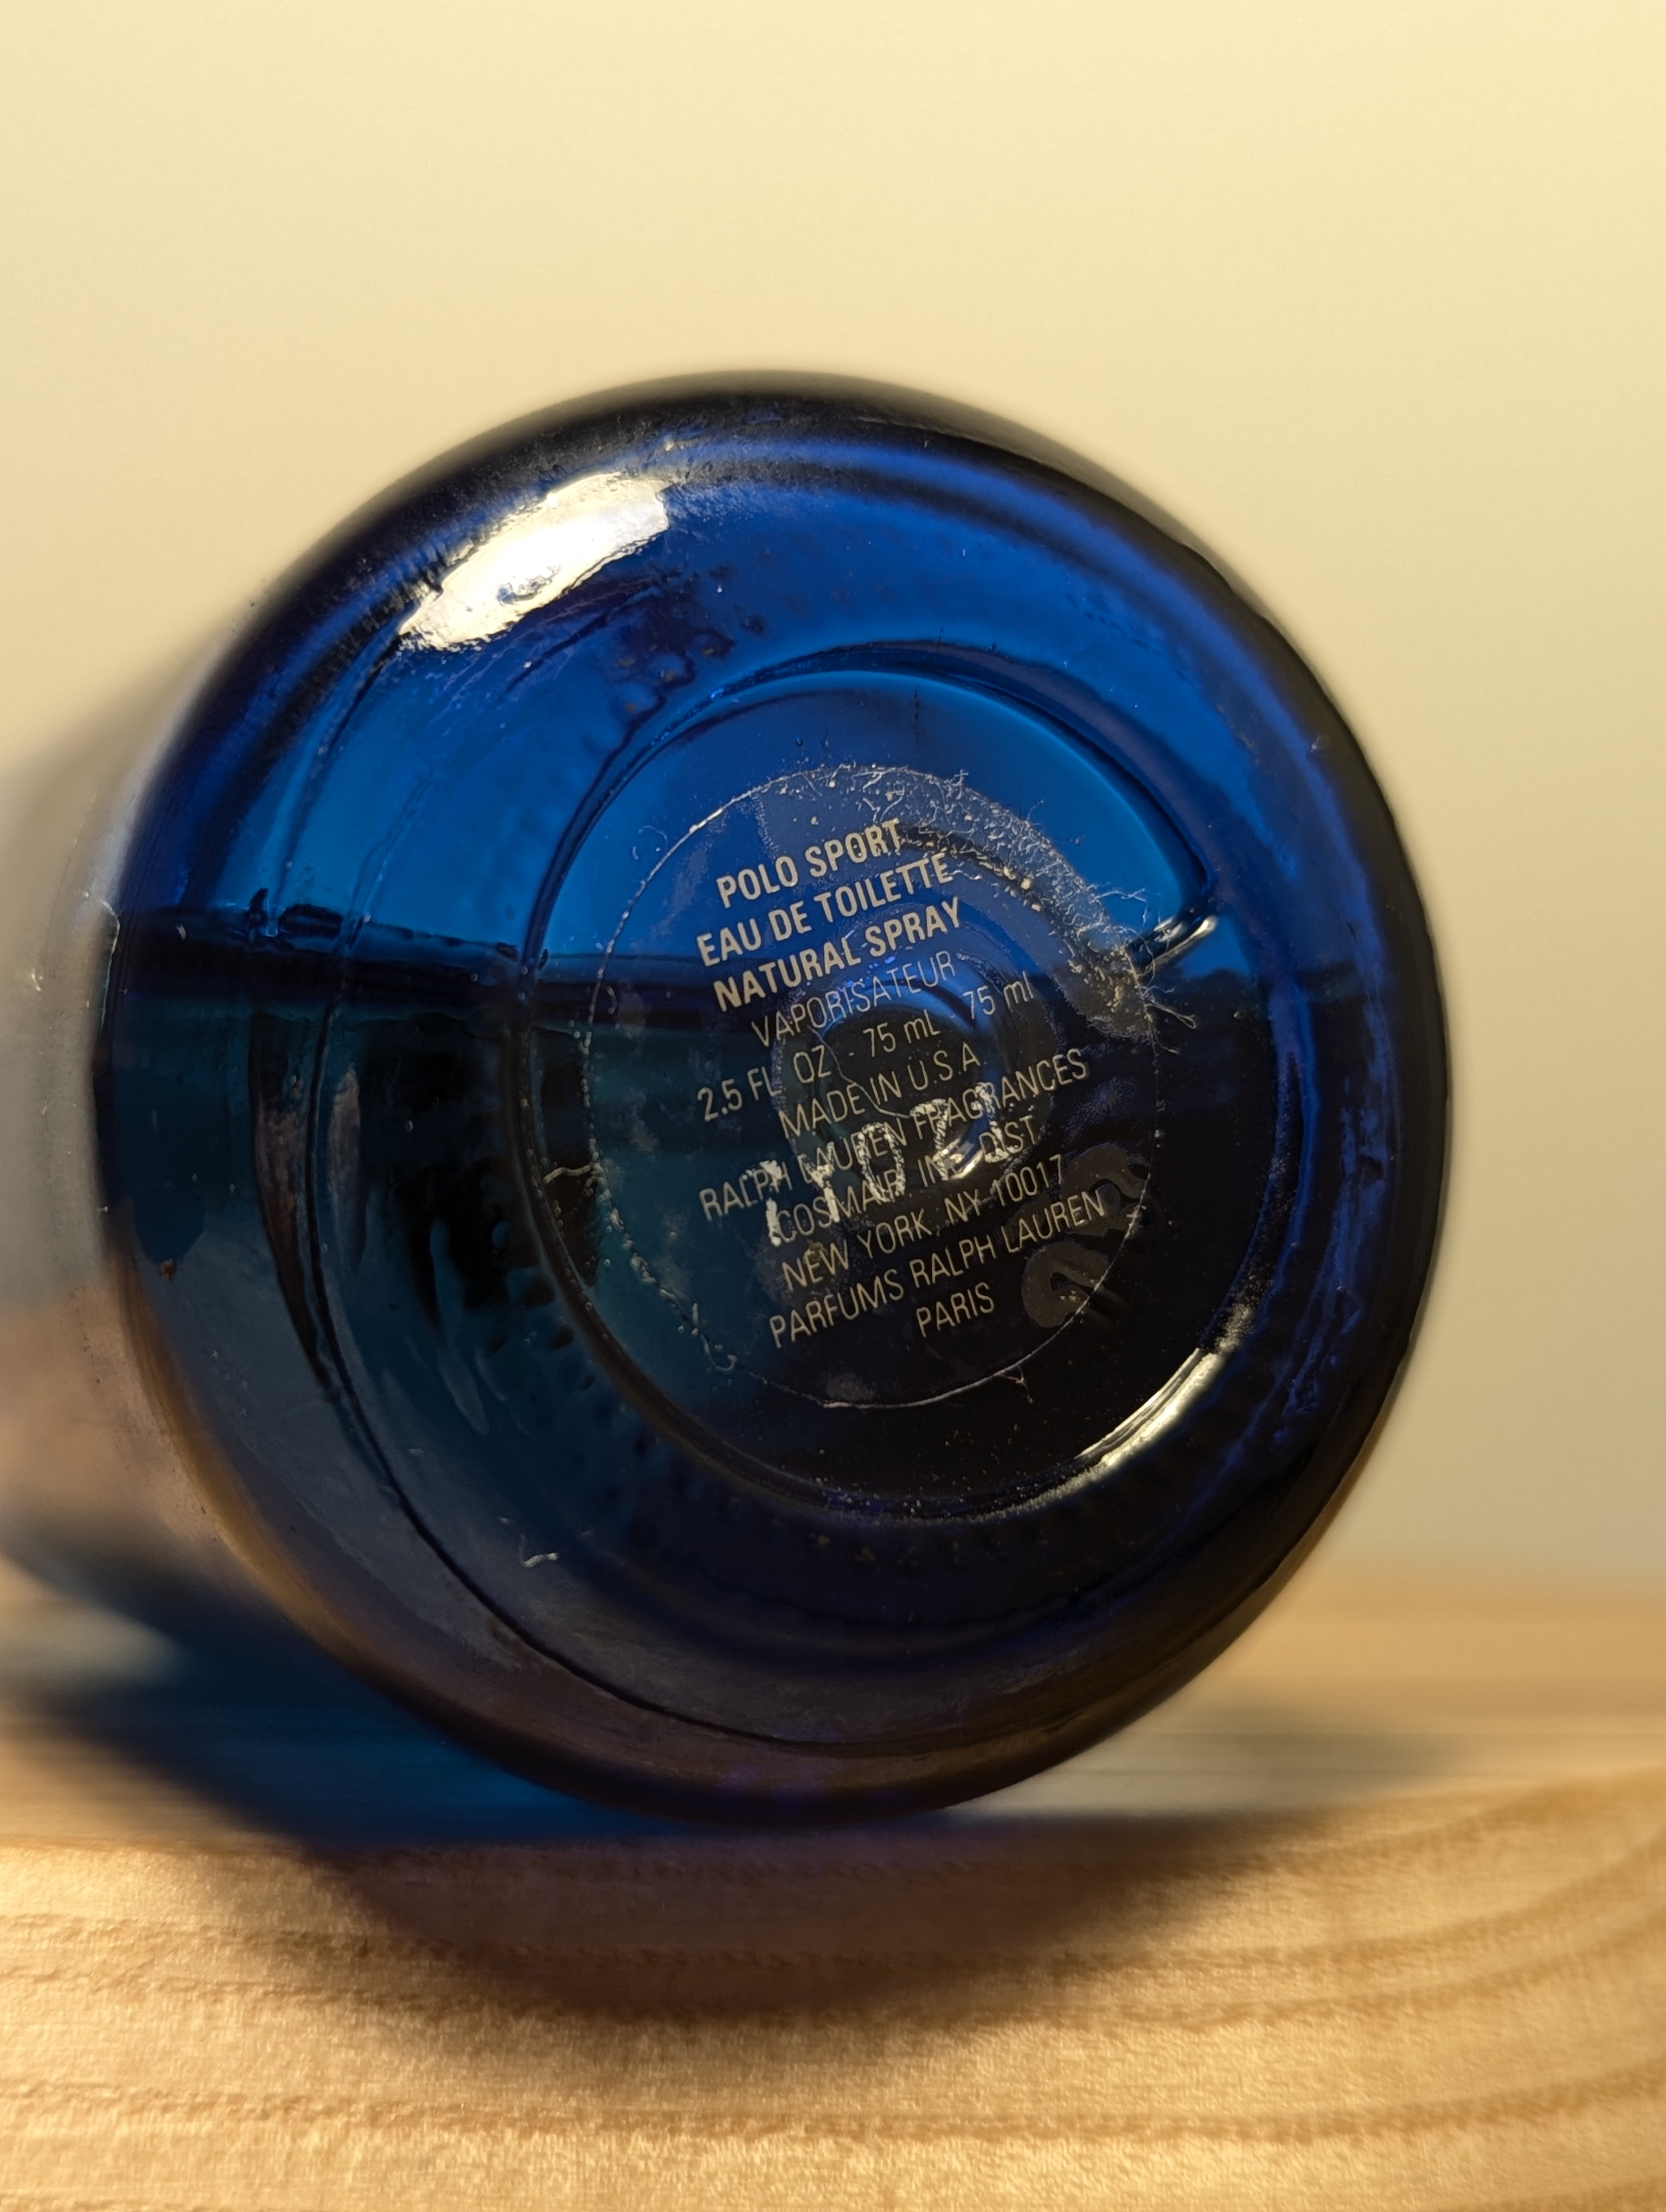 POLO SPORT
EAU DE TOILETTE
NATURAL SPRAY
VAPORISATEUR
2.5 FL OZ - 75 mL 75 ml
MADE IN U.S.A
RALPH LAUREN FRAGRANCES
COSMAIR, INC. DIST.
NEW YORK, NY 10017
PARFUMS RALPH LAUREN
PARIS